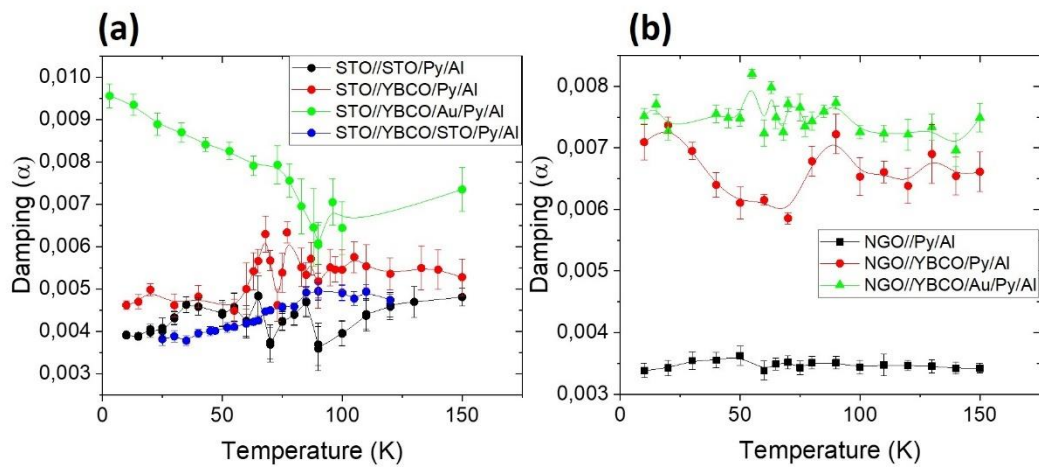 (a)
0,010
0,009
0,008
0,007
0,006
0,005
0,004
0,003
Damping (α)
0
50
100
150
Temperature (K)
STO//STO/Py/Al
STO//YBCO/Py/Al
STO//YBCO/Au/Py/Al
STO//YBCO/STO/Py/Al
(b)
0,008
0,007
0,006
0,005
0,004
0,003
Damping (α)
0
50
100
150
Temperature (K)
NGO//Py/Al
NGO//YBCO/Py/Al
NGO//YBCO/Au/Py/Al